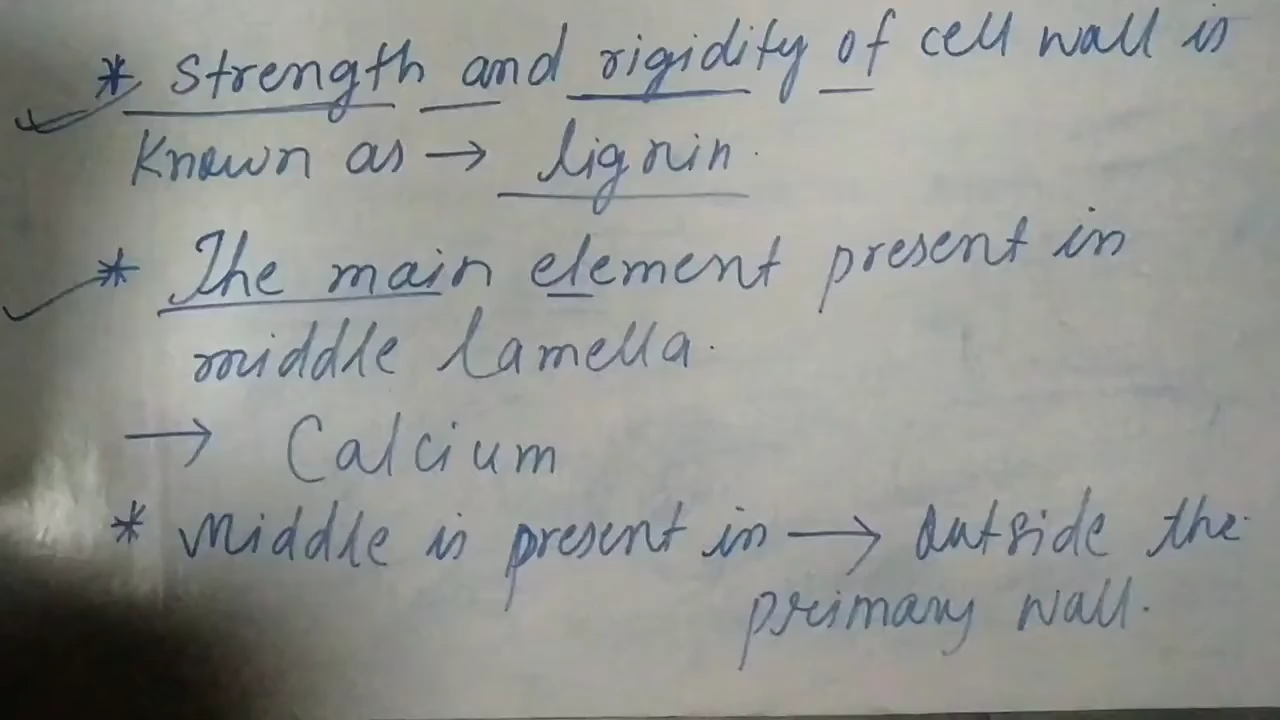 * Strength and rigidity of cell wall is
Known as → lignin.
* The main element present in
middle lamella.
→ Calcium
* Middle is present in → Outside the
primary wall.